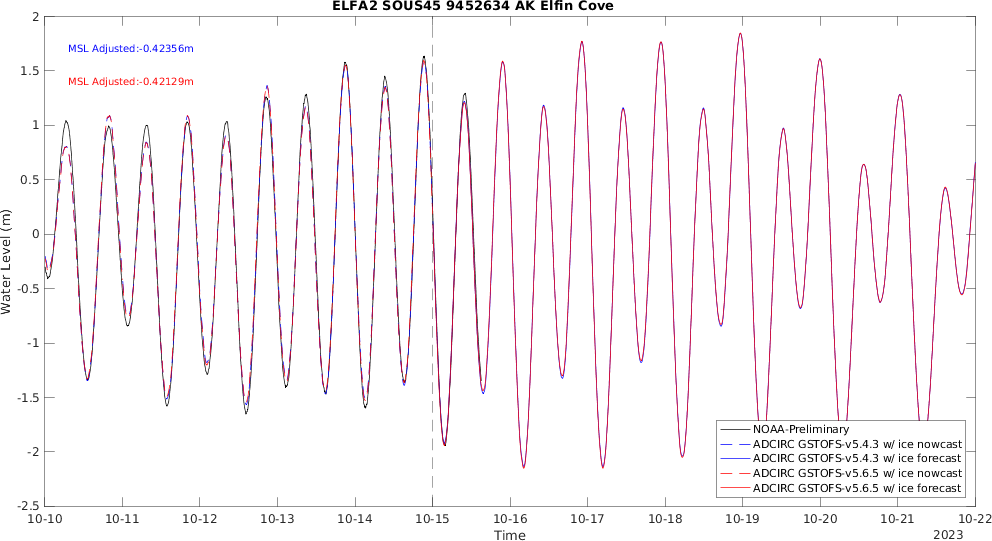 ELFA2 SOUS45 9452634 AK Elfin Cove
2
1.5
1
0.5
0
-0.5
-1
-1.5
-2
-2.5
Water Level (m)
MSL Adjusted:-0.42356m
MSL Adjusted:-0.42129m
NOAA-Preliminary
ADCIRC GSTOFS-v5.4.3 w/ ice nowcast
ADCIRC GSTOFS-v5.4.3 w/ ice forecast
ADCIRC GSTOFS-v5.6.5 w/ ice nowcast
ADCIRC GSTOFS-v5.6.5 w/ ice forecast
10-10 10-11 10-12 10-13 10-14 10-15 10-16 10-17 10-18 10-19 10-20 10-21 10-22
Time
2023